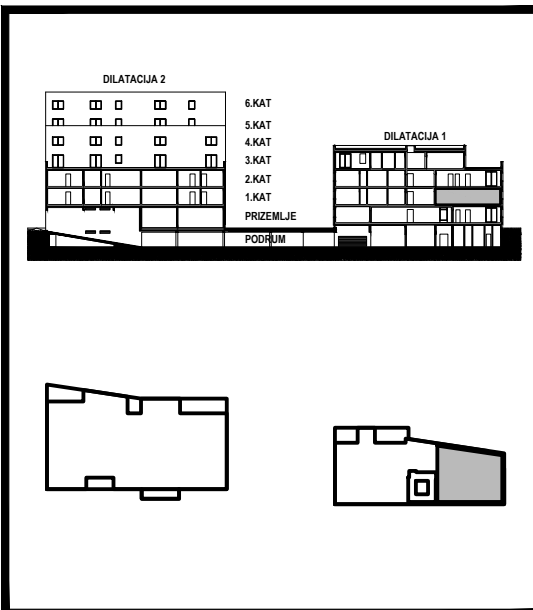 DILATACIJA 2
6.KAT
5.KAT
4.KAT
3.KAT
2.KAT
1.KAT
PRIZEMLJE
PODRUM
DILATACIJA 1